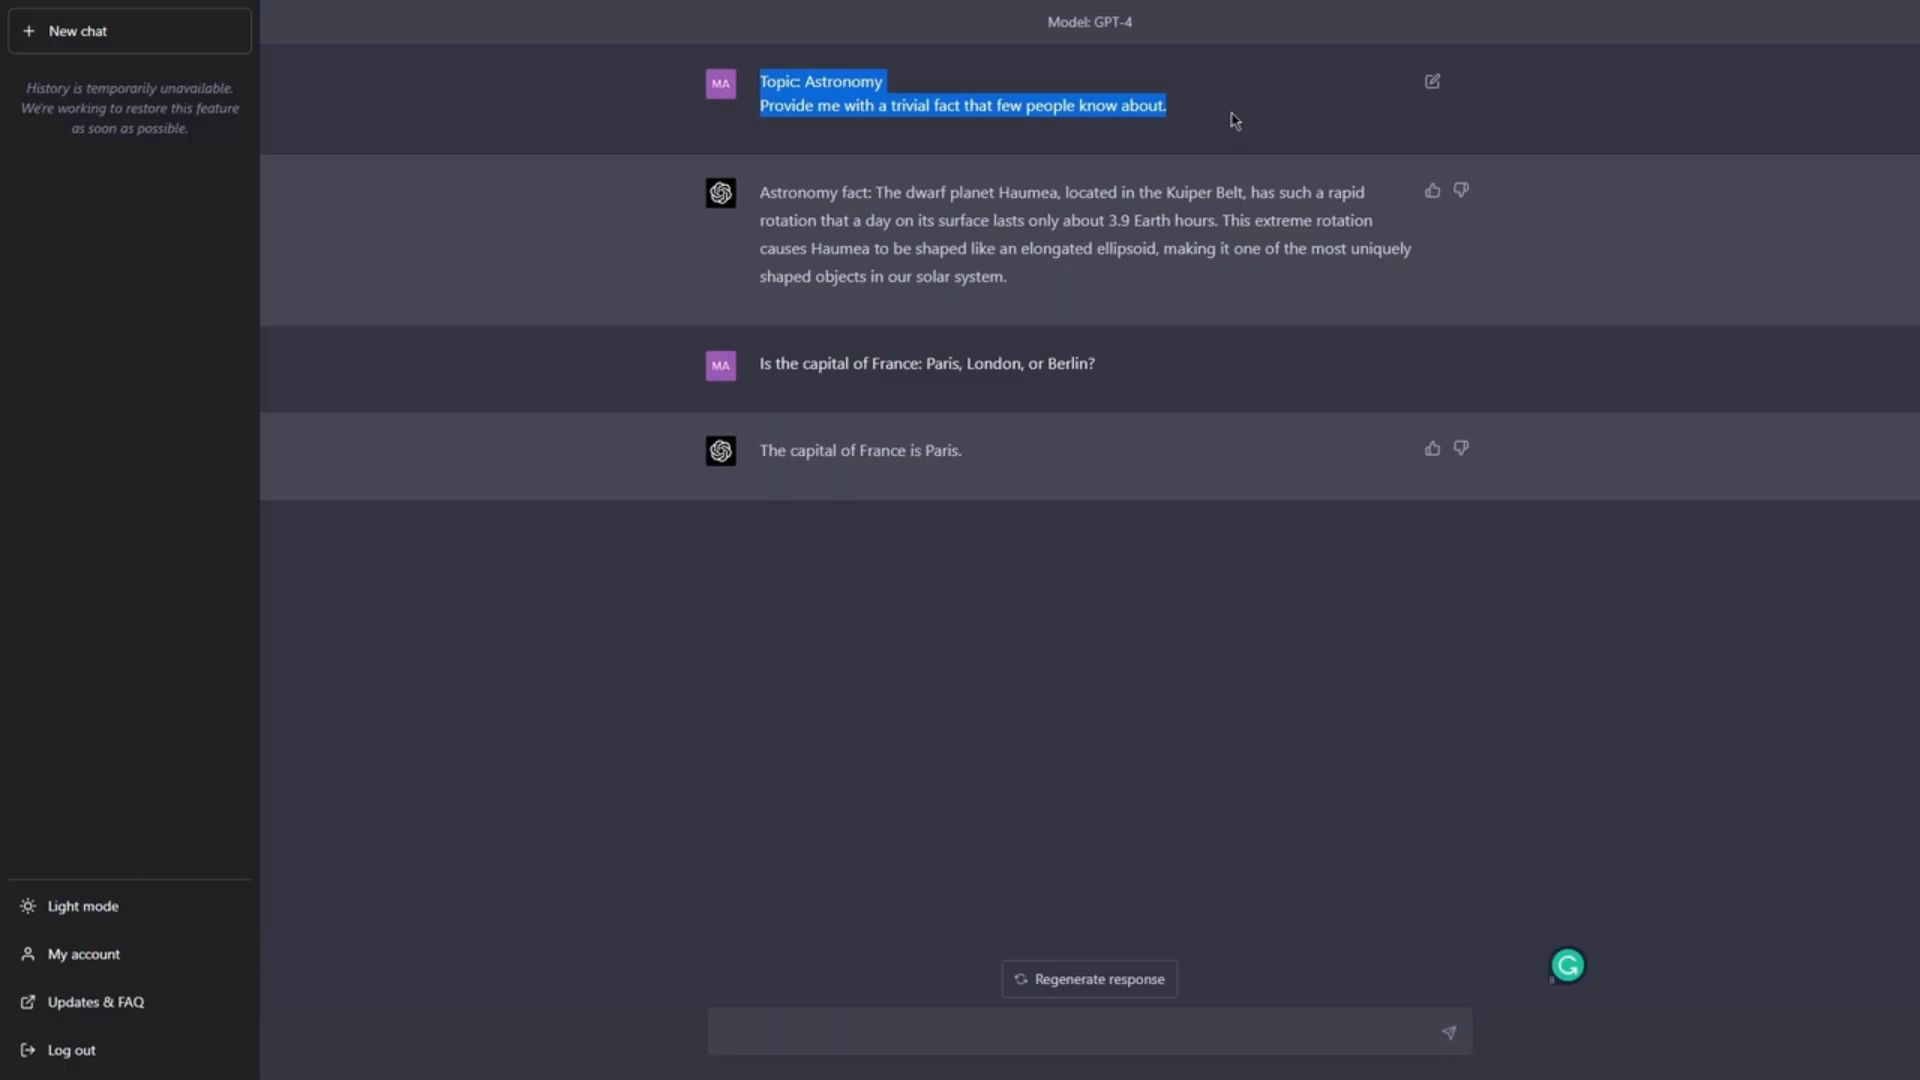 New chat
History is temporarily unavailable.
We're working to restore this feature
as soon as possible.
Light mode
My account
Updates & FAQ
Log out
Model: GPT-4
MA
Topic: Astronomy
Provide me with a trivial fact that few people know about.
Astronomy fact: The dwarf planet Haumea, located in the Kuiper Belt, has such a rapid
rotation that a day on its surface lasts only about 3.9 Earth hours. This extreme rotation
causes Haumea to be shaped like an elongated ellipsoid, making it one of the most uniquely
shaped objects in our solar system.
MA
Is the capital of France: Paris, London, or Berlin?
The capital of France is Paris.
Regenerate response